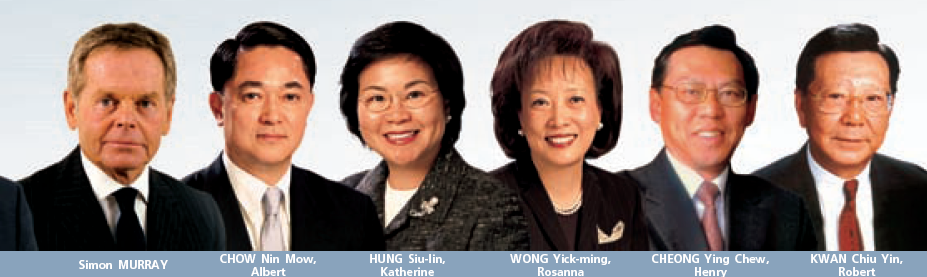 Simon MURRAY
CHOW Nin Mow,
Albert
HUNG Siu-lin,
Katherine
WONG Yick-ming,
Rosanna
CHEONG Ying Chew,
Henry
KWAN Chiu Yin,
Robert